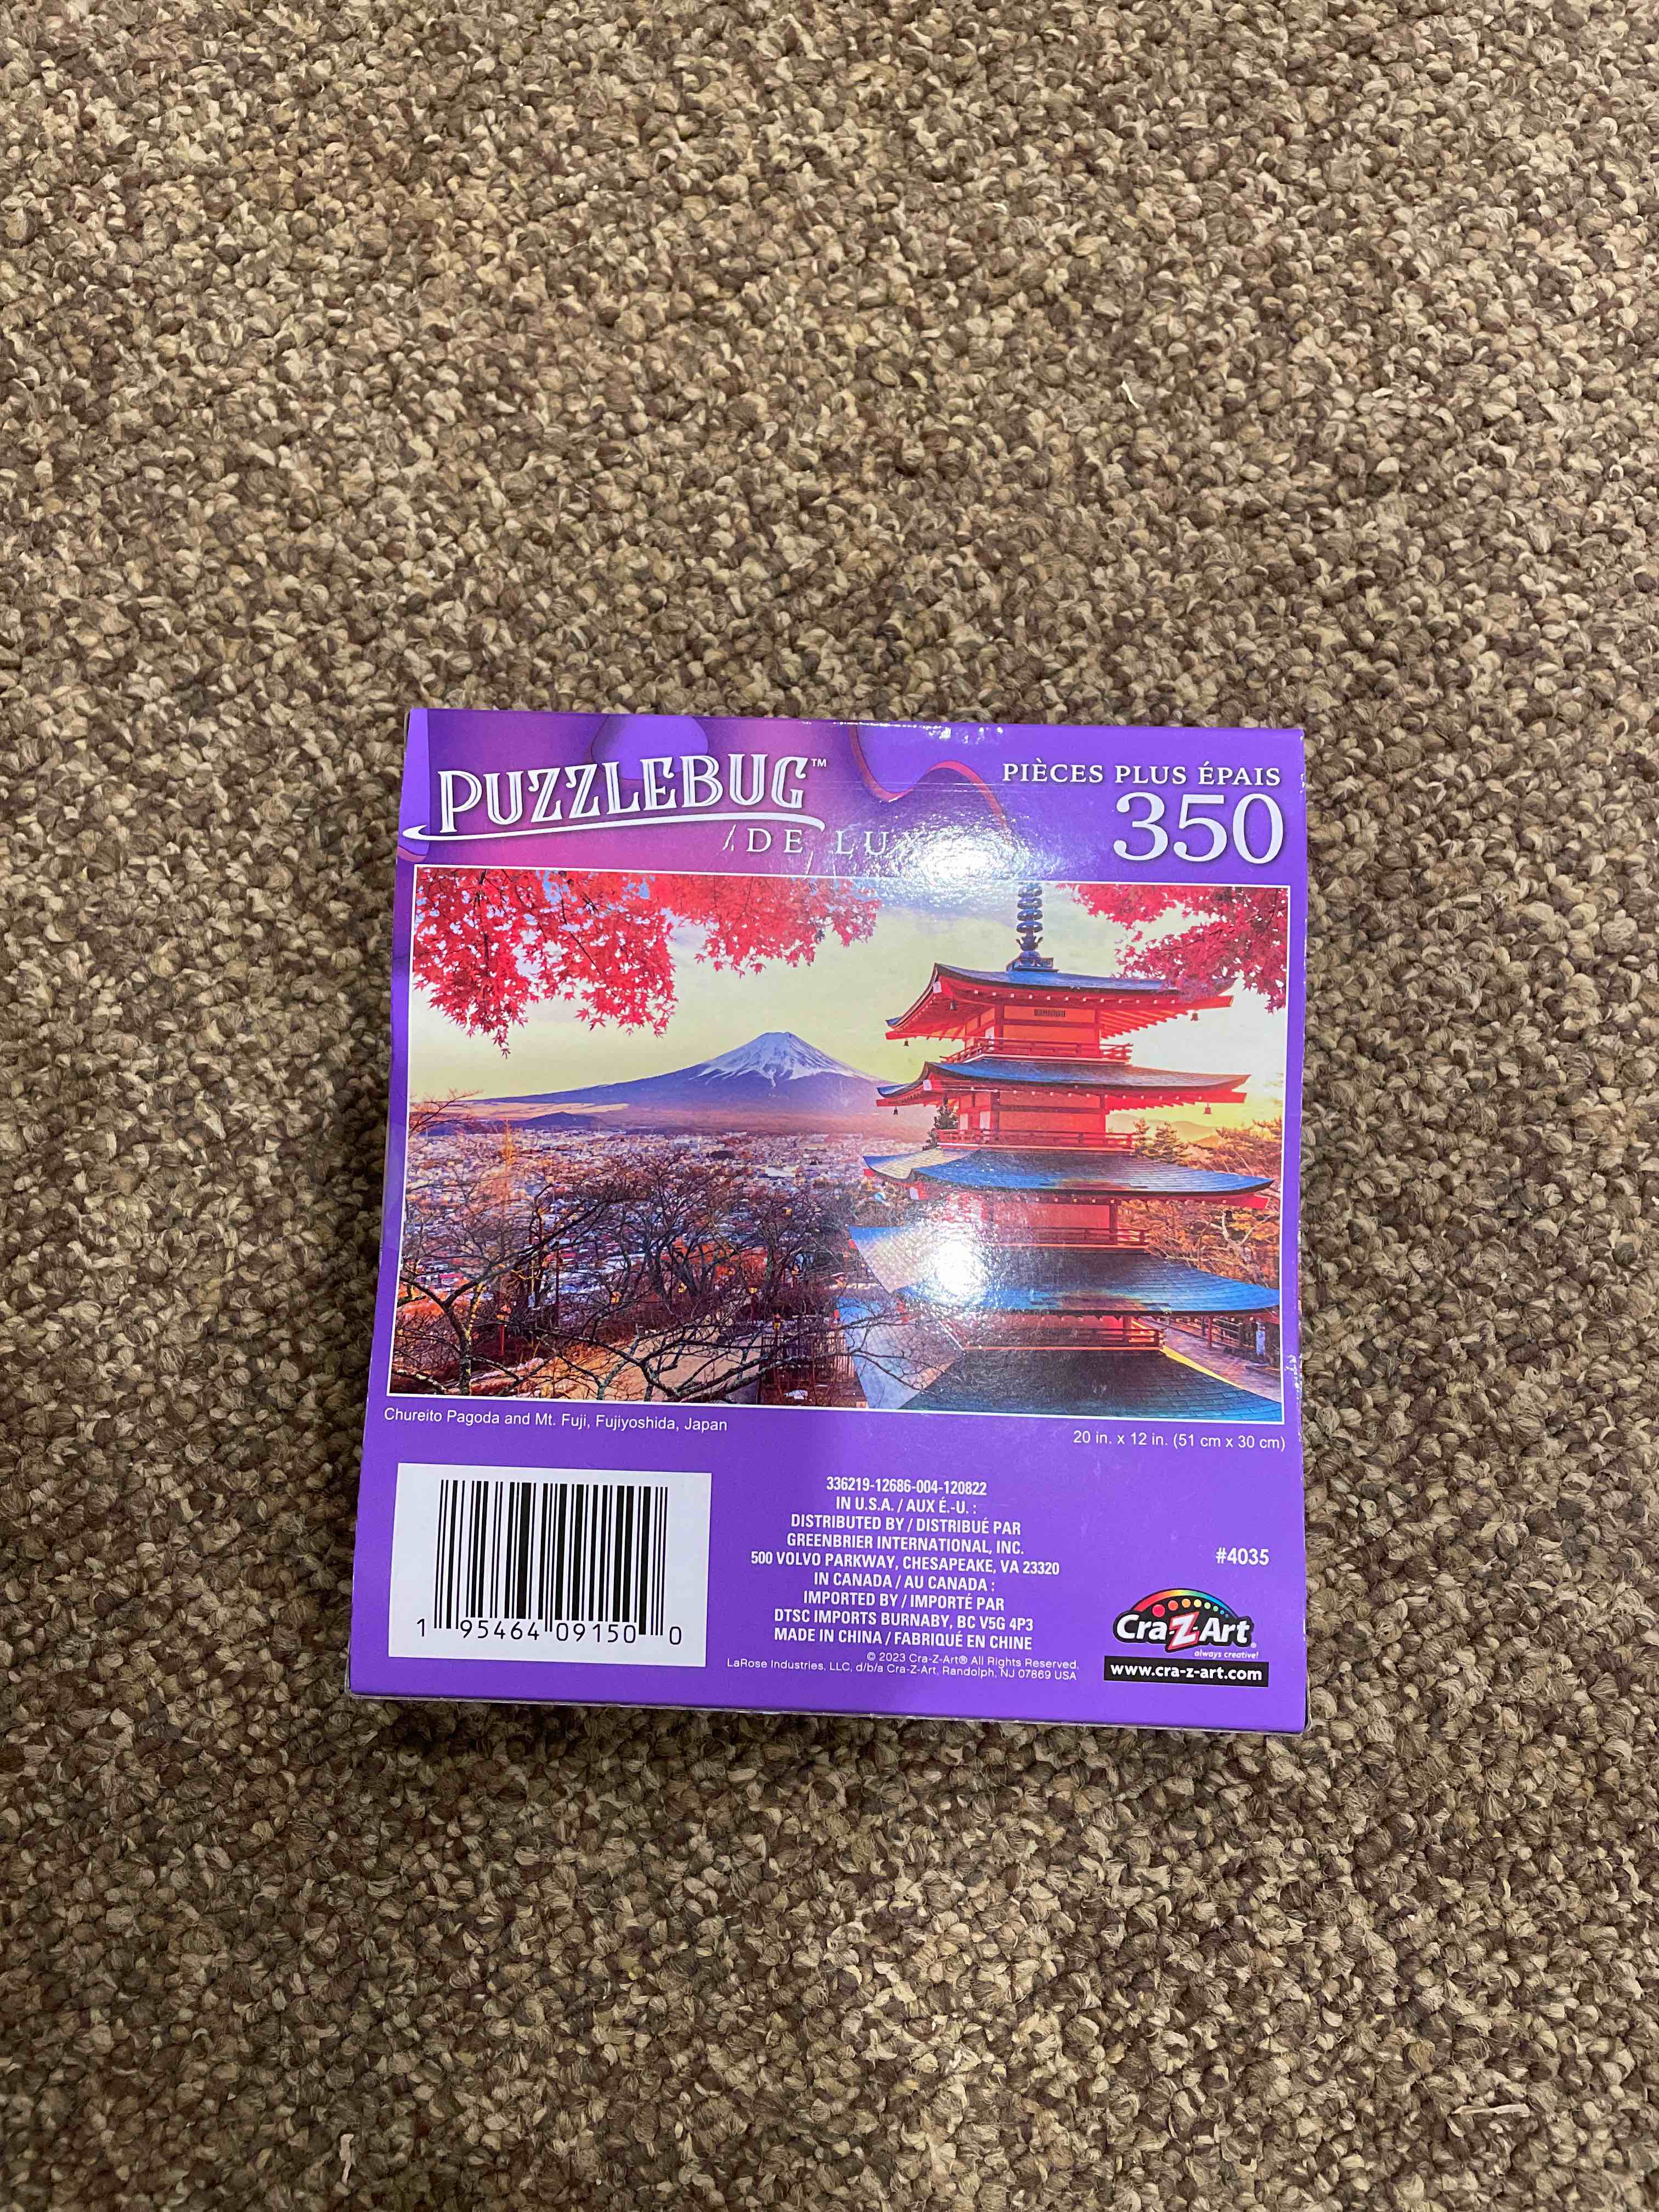 PUZZLEBUG™
DE
PIÈCES PLUS ÉPAIS
350
Chureito Pagoda and Mt. Fuji, Fujiyoshida, Japan
20 in. x 12 in. (51 cm x 30 cm)
1 95464 09150 0
336219-12686-004-120822
IN U.S.A. / AUX É.-U. :
DISTRIBUTED BY / DISTRIBUÉ PAR
GREENBRIER INTERNATIONAL, INC.
500 VOLVO PARKWAY, CHESAPEAKE, VA 23320
IN CANADA / AU CANADA :
IMPORTED BY / IMPORTÉ PAR
DTSC IMPORTS BURNABY, BC V5G 4P3
MADE IN CHINA / FABRIQUÉ EN CHINE
© 2023 Cra-Z-Art® All Rights Reserved.
LaRose Industries, LLC, d/b/a Cra-Z-Art, Randolph, NJ 07869 USA
#4035
Cra-Z-Art®
always creative!
www.cra-z-art.com